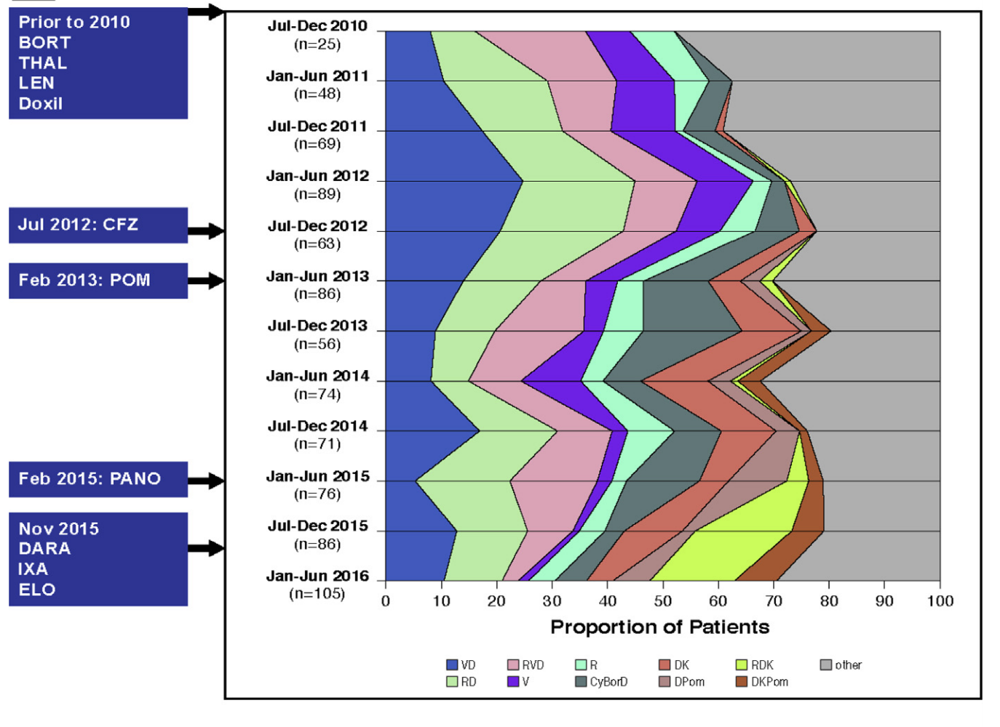 Prior to 2010
BORT
THAL
LEN
Doxil
Jul 2012: CFZ
Feb 2013: POM
Feb 2015: PANO
Nov 2015
DARA
IXA
ELO
Jul-Dec 2010
(n=25)
Jan-Jun 2011
(n=48)
Jul-Dec 2011
(n=69)
Jan-Jun 2012
(n=89)
Jul-Dec 2012
(n=63)
Jan-Jun 2013
(n=86)
Jul-Dec 2013
(n=56)
Jan-Jun 2014
(n=74)
Jul-Dec 2014
(n=71)
Jan-Jun 2015
(n=76)
Jul-Dec 2015
(n=86)
Jan-Jun 2016
(n=105)
0 10 20 30 40 50 60 70 80 90 100
Proportion of Patients
VD RVD R DK RDK other
RD V CyBorD DPom DKPom